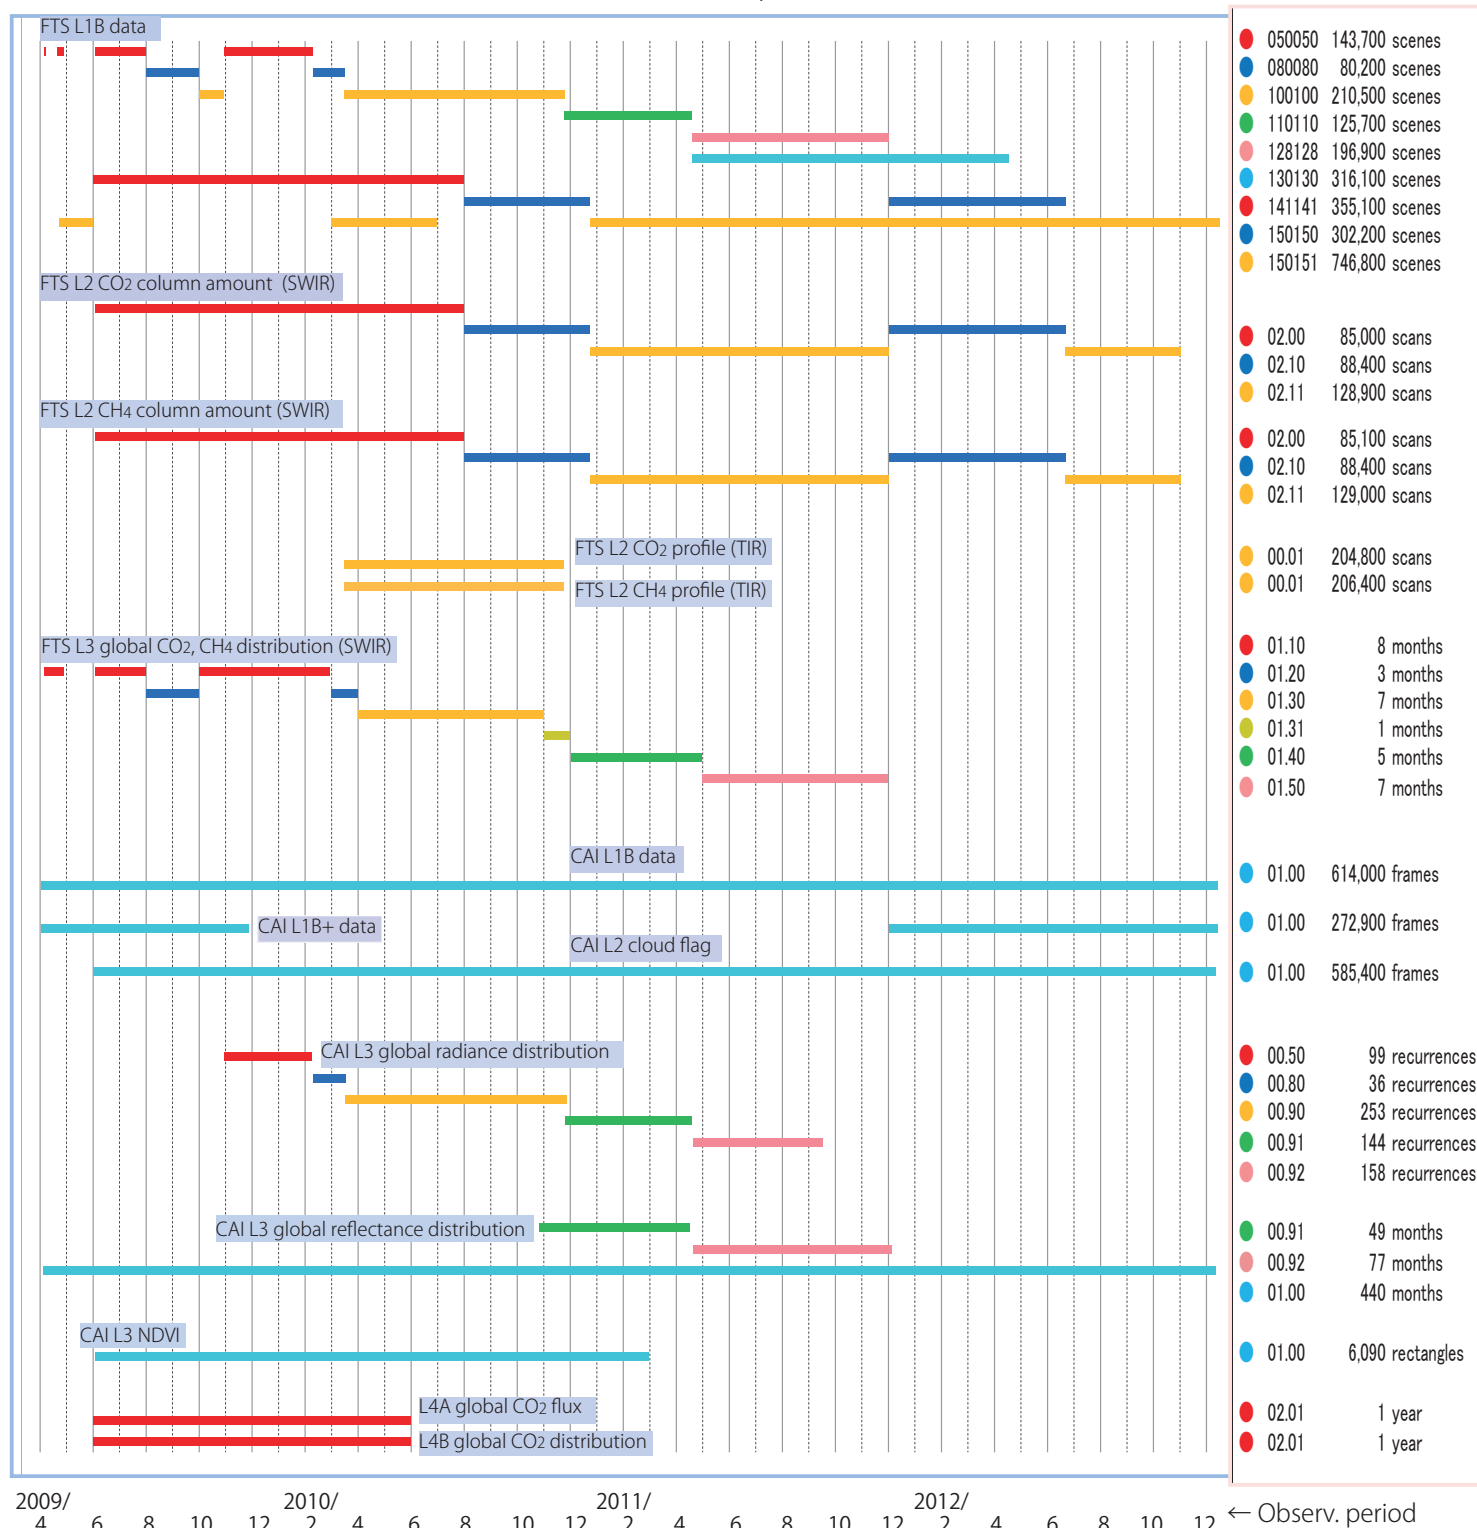 FTS L1B data
050050 143,700 scenes
080080 80,200 scenes
100100 210,500 scenes
110110 125,700 scenes
128128 196,900 scenes
130130 316,100 scenes
141141 355,100 scenes
150150 302,200 scenes
150151 746,800 scenes
FTS L2 CO2 column amount (SWIR)
02.00 85,000 scans
02.10 88,400 scans
02.11 128,900 scans
FTS L2 CH4 column amount (SWIR)
02.00 85,100 scans
02.10 88,400 scans
02.11 129,000 scans
FTS L2 CO2 profile (TIR)
00.01 204,800 scans
FTS L2 CH4 profile (TIR)
00.01 206,400 scans
FTS L3 global CO2, CH4 distribution (SWIR)
01.10 8 months
01.20 3 months
01.30 7 months
01.31 1 months
01.40 5 months
01.50 7 months
CAI L1B data
01.00 614,000 frames
CAI L1B+ data
01.00 272,900 frames
CAI L2 cloud flag
01.00 585,400 frames
CAI L3 global radiance distribution
00.50 99 recurrences
00.80 36 recurrences
00.90 253 recurrences
00.91 144 recurrences
00.92 158 recurrences
CAI L3 global reflectance distribution
00.91 49 months
00.92 77 months
01.00 440 months
CAI L3 NDVI
01.00 6,090 rectangles
L4A global CO2 flux
02.01 1 year
L4B global CO2 distribution
02.01 1 year
2009/ 2010/ 2011/ 2012/ ← Observ. period
4 6 8 10 12 2 4 6 8 10 12 2 4 6 8 10 12 2 4 6 8 10 12